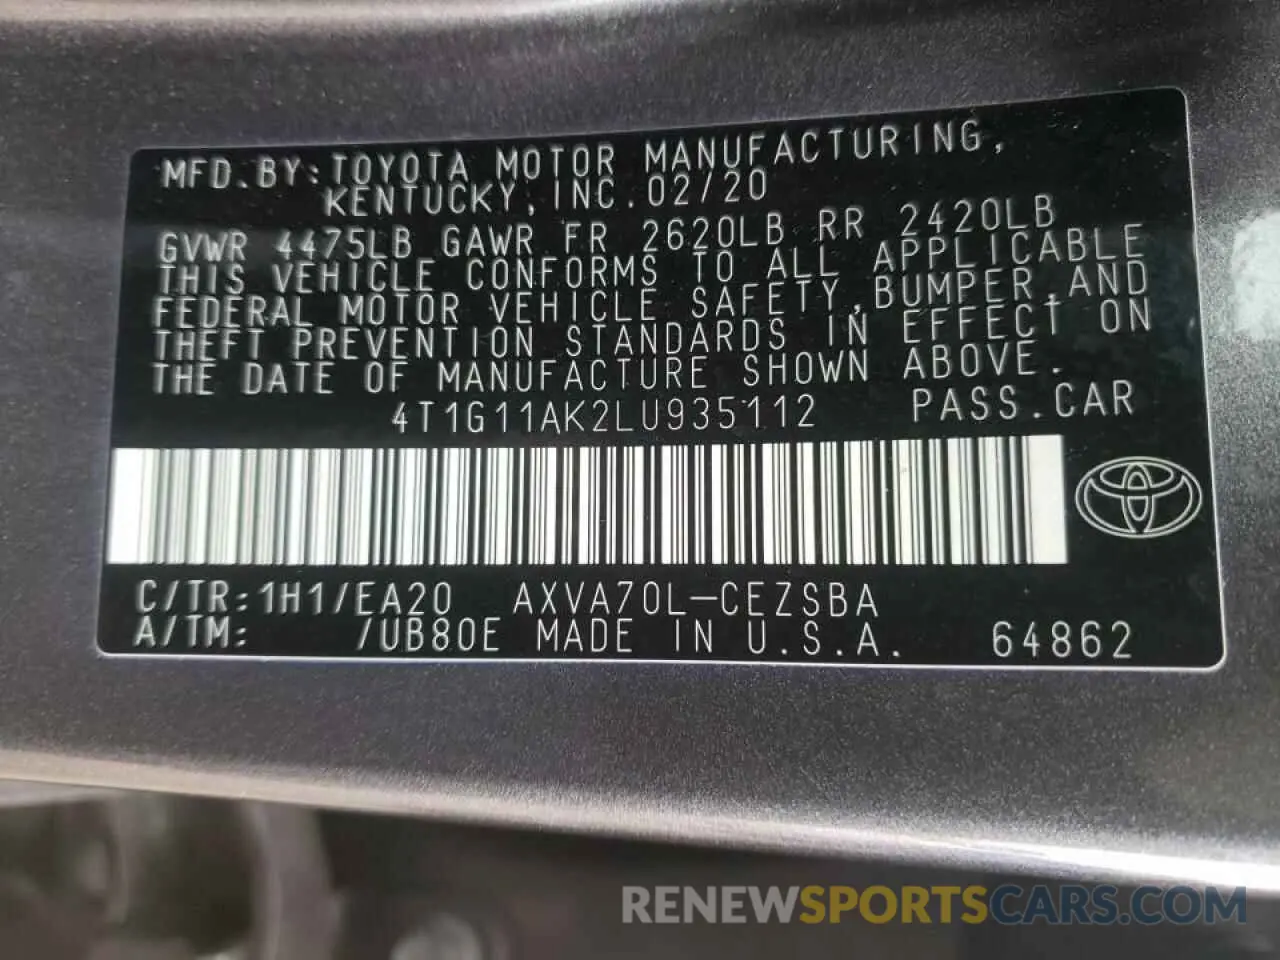 MFD.BY:TOYOTA MOTOR MANUFACTURING,
KENTUCKY, INC. 02/20
GVWR 4475LB GAWR FR 2620LB RR 2420LB
THIS VEHICLE CONFORMS TO ALL APPLICABLE
FEDERAL MOTOR VEHICLE SAFETY,BUMPER,AND
THEFT PREVENTION STANDARDS IN EFFECT ON
THE DATE OF MANUFACTURE SHOWN ABOVE.
4T1G11AK2LU935112 PASS.CAR
C/TR:1H1/EA20 AXVA70L-CEZSBA
A/TM: /UB80E MADE IN U.S.A. 64862
RENEWSPORTSCARS.COM